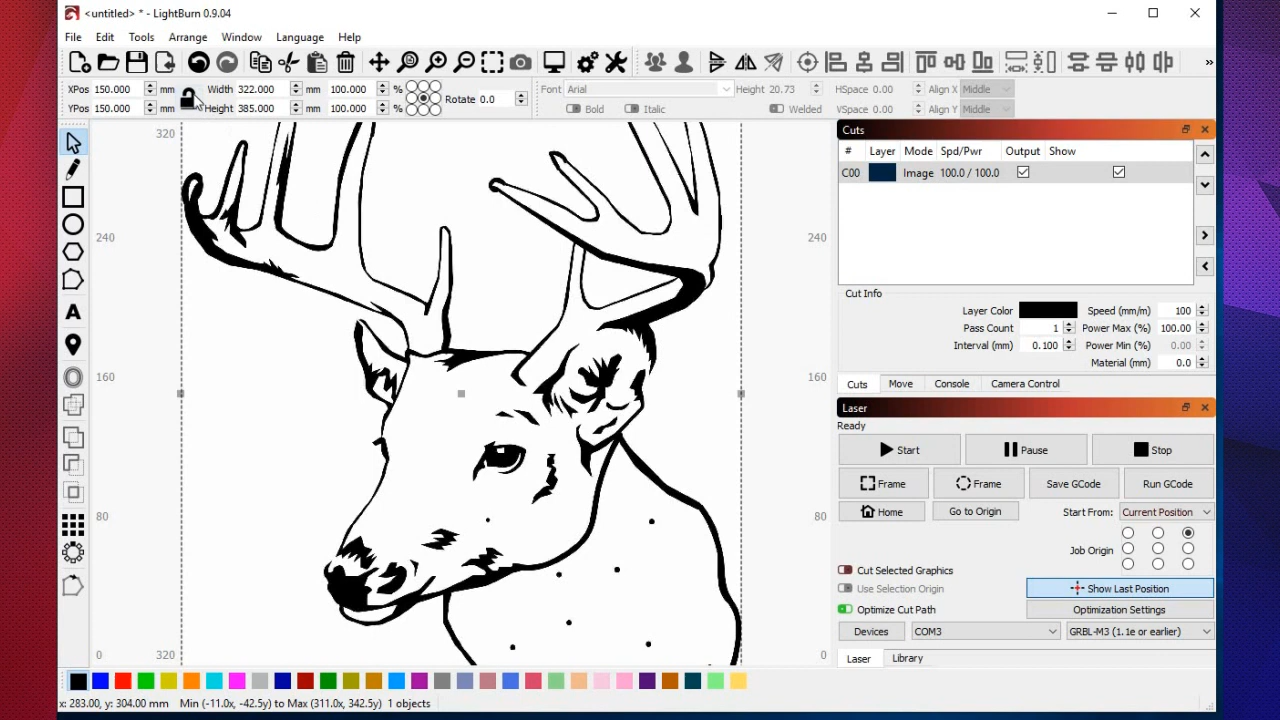 <untitled> * - LightBurn 0.9.04
File Edit Tools Arrange Window Language Help
XPos 150.000 mm Width 322.000 mm 100.000 % Rotate 0.0 Font Arial Height 20.73 HSpace 0.00 Align X Middle
YPos 150.000 mm Height 385.000 mm 100.000 % Bold Italic Welded VSpace 0.00 Align Y Middle
320
240 240
160 160
80 80
0 320 0
Cuts
# Layer Mode Spd/Pwr Output Show
C00 Image 100.0 / 100.0
Cut Info
Layer Color Speed (mm/m) 100
Pass Count 1 Power Max (%) 100.00
Interval (mm) 0.100 Power Min (%) 0.00
Material (mm) 0.0
Cuts Move Console Camera Control
Laser
Ready
Start Pause Stop
Frame Frame Save GCode Run GCode
Home Go to Origin Start From: Current Position
Job Origin
Cut Selected Graphics
Use Selection Origin Show Last Position
Optimize Cut Path Optimization Settings
Devices COM3 GRBL-M3 (1.1e or earlier)
Laser Library
x: 283.00, y: 304.00 mm Min (-11.0x, -42.5y) to Max (311.0x, 342.5y) 1 objects